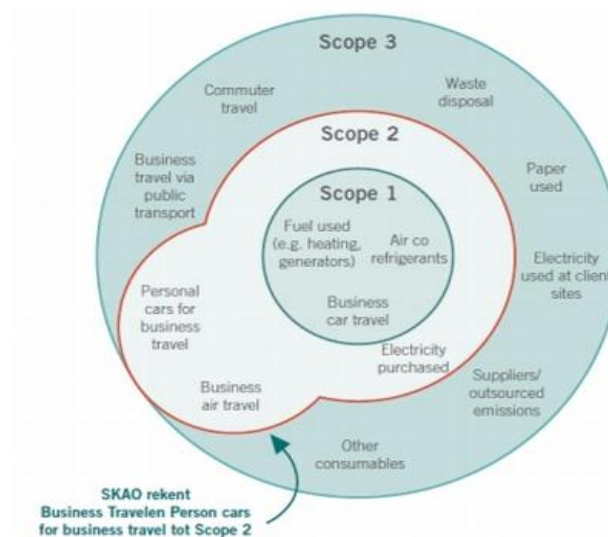 Scope 3
Commuter
travel
Waste
disposal
Scope 2
Business
travel via
public
transport
Paper
used
Scope 1
Fuel used
(e.g. heating,
generators)
Air co
refrigerants
Electricity
used at client
sites
Personal
cars for
business
travel
Business
car travel
Electricity
purchased
Business
air travel
Suppliers/
outsourced
emissions
Other
consumables
SKAO rekent
Business Travelen Person cars
for business travel tot Scope 2